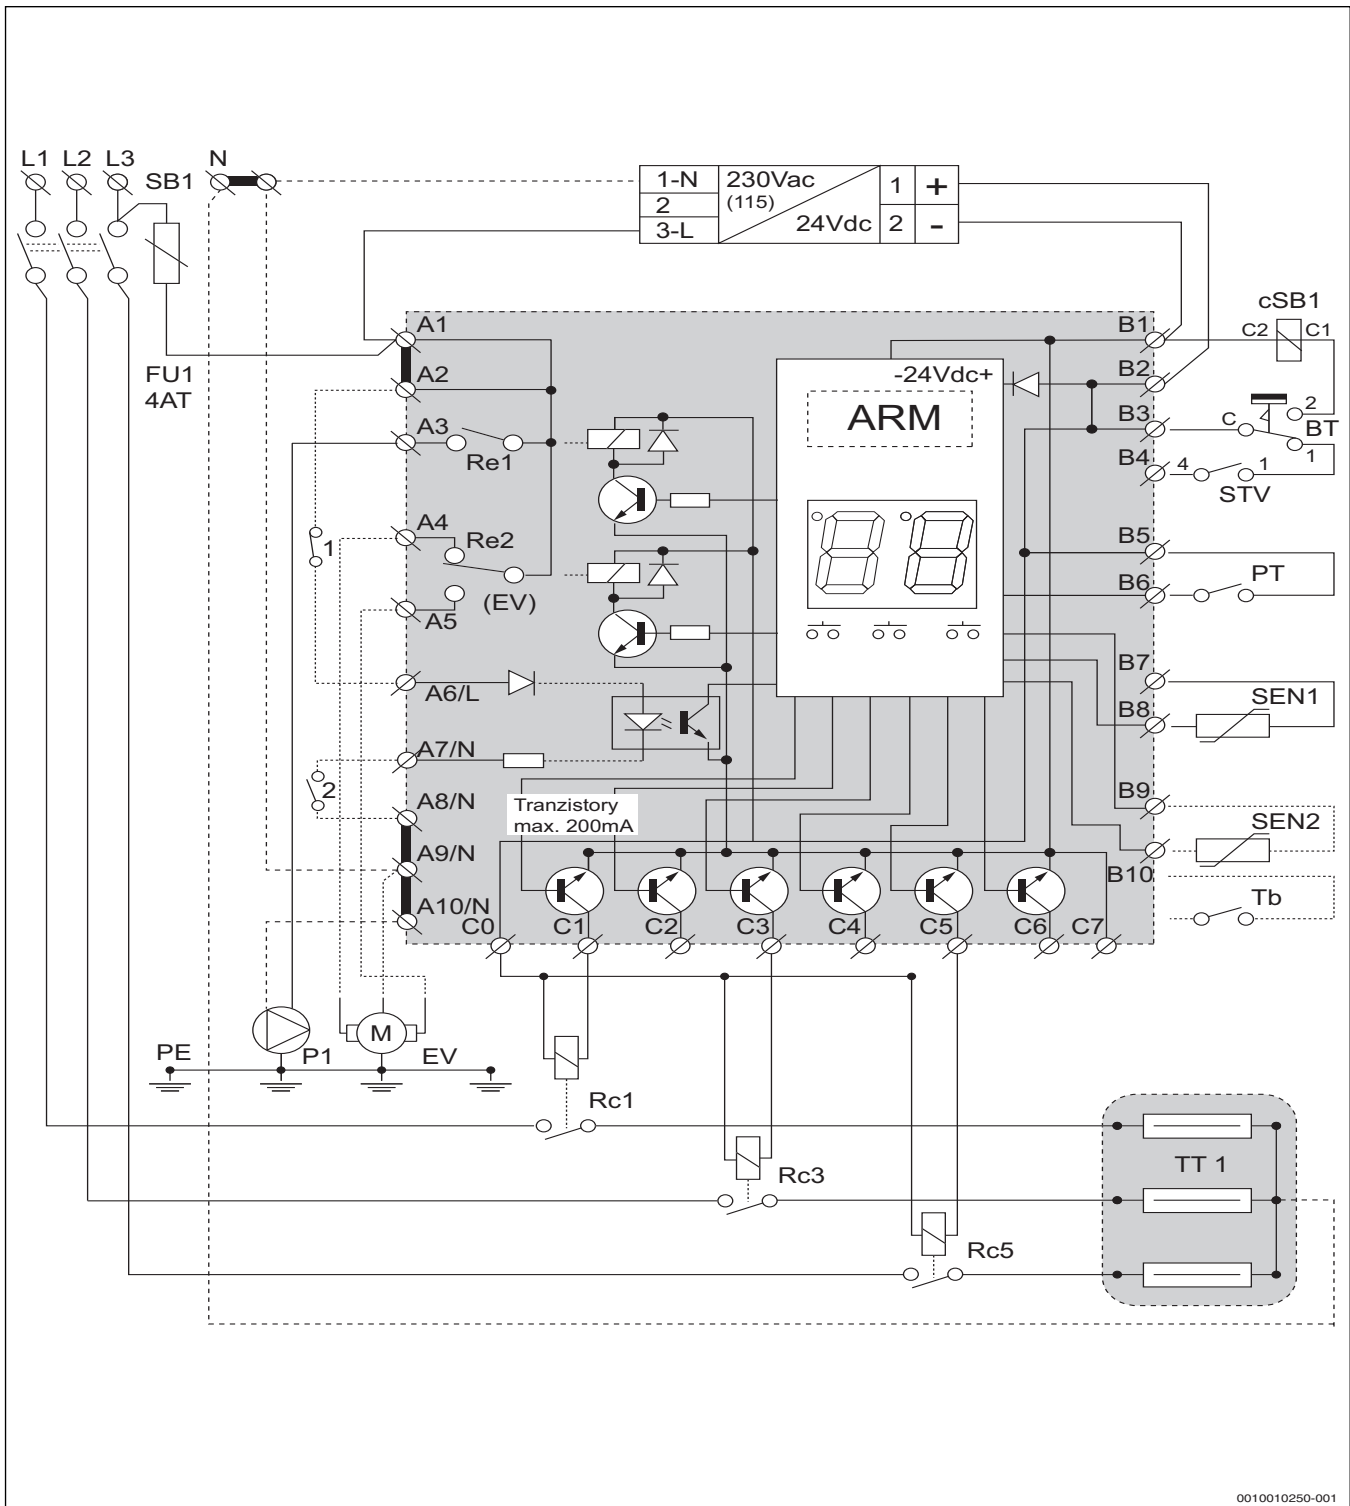 L1 L2 L3
SB1
N
1-N
2
3-L
230Vac
(115)
24Vdc
1 +
2 -
FU1
4AT
A1
A2
A3
A4
A5
A6/L
A7/N
A8/N
A9/N
A10/N
Re1
Re2
(EV)
1
2
-24Vdc+
ARM
B1
B2
B3
B4
B5
B6
B7
B8
B9
B10
cSB1
C2 C1
C
2
BT
1
4 1
STV
PT
SEN1
SEN2
Tb
Tranzistory
max. 200mA
C0 C1 C2 C3 C4 C5 C6 C7
PE
P1
M
EV
Rc1
Rc3
Rc5
TT 1
0010010250-001